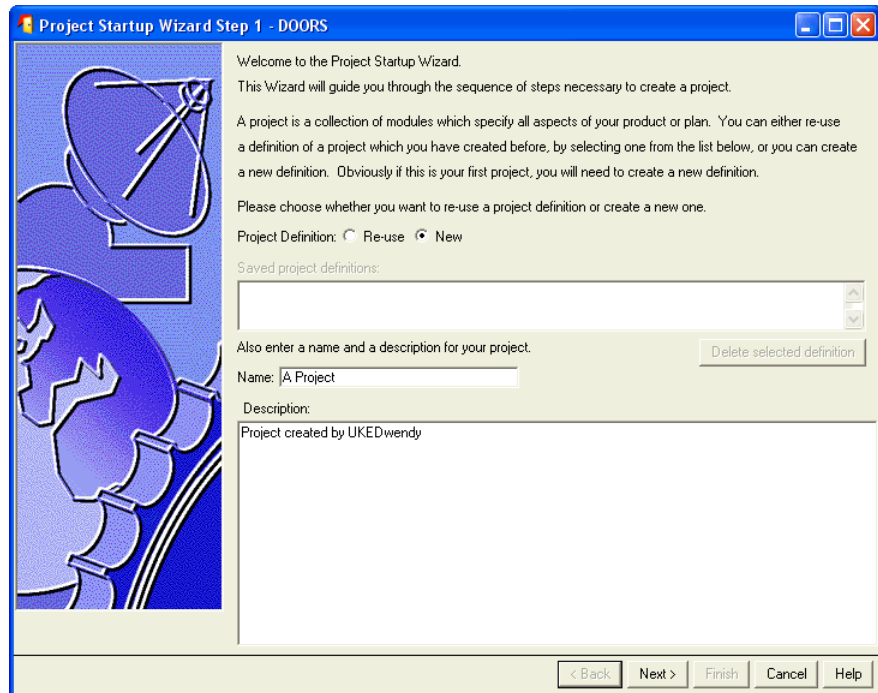 Project Startup Wizard Step 1 - DOORS
Welcome to the Project Startup Wizard.
This Wizard will guide you through the sequence of steps necessary to create a project.
A project is a collection of modules which specify all aspects of your product or plan. You can either re-use
a definition of a project which you have created before, by selecting one from the list below, or you can create
a new definition. Obviously if this is your first project, you will need to create a new definition.
Please choose whether you want to re-use a project definition or create a new one.
Project Definition: Re-use New
Saved project definitions:
Also enter a name and a description for your project.
Delete selected definition
Name: A Project
Description:
Project created by UKEDwendy
< Back Next > Finish Cancel Help